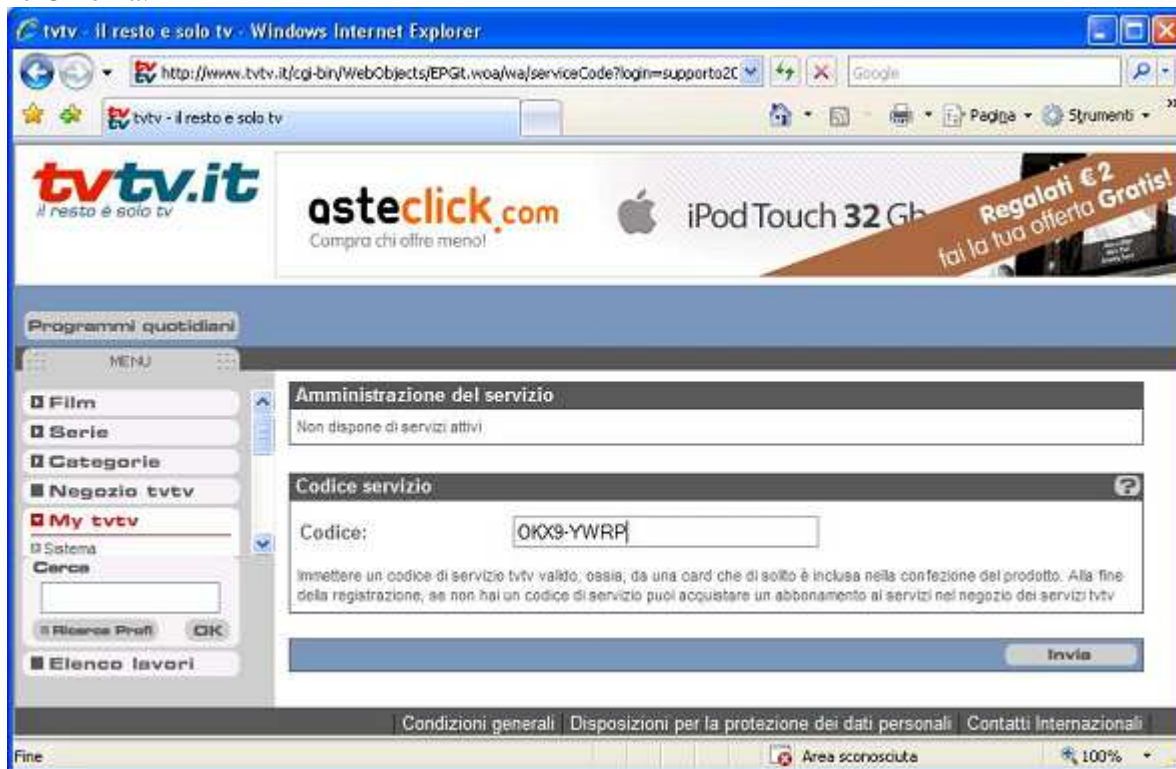 tvtv - il resto e solo tv - Windows Internet Explorer
http://www.tvtv.it/cgi-bin/WebObjects/EPGit.woa/wa/serviceCode?login=supporto2C
Google
tvtv - il resto e solo tv
Pagina
Strumenti
tvtv.it
il resto è solo tv
asteclick.com
Compra chi offre meno!
iPod Touch 32 Gb
Regalati €2 Gratis!
fai la tua offerta
Programmi quotidiani
MENU
Film
Serie
Categorie
Negozio tvtv
My tvtv
Sistema
Cerca
Ricerca Profi
OK
Elenco lavori
Amministrazione del servizio
Non dispone di servizi attivi
Codice servizio
?
Codice:
OKX9-YWRP
Immettere un codice di servizio tvtv valido, ossia, da una card che di solito è inclusa nella confezione del prodotto. Alla fine
della registrazione, se non hai un codice di servizio puoi acquistare un abbonamento ai servizi nel negozio dei servizi tvtv
Invia
Condizioni generali | Disposizioni per la protezione dei dati personali | Contatti Internazionali
Fine
Area sconosciuta
100%